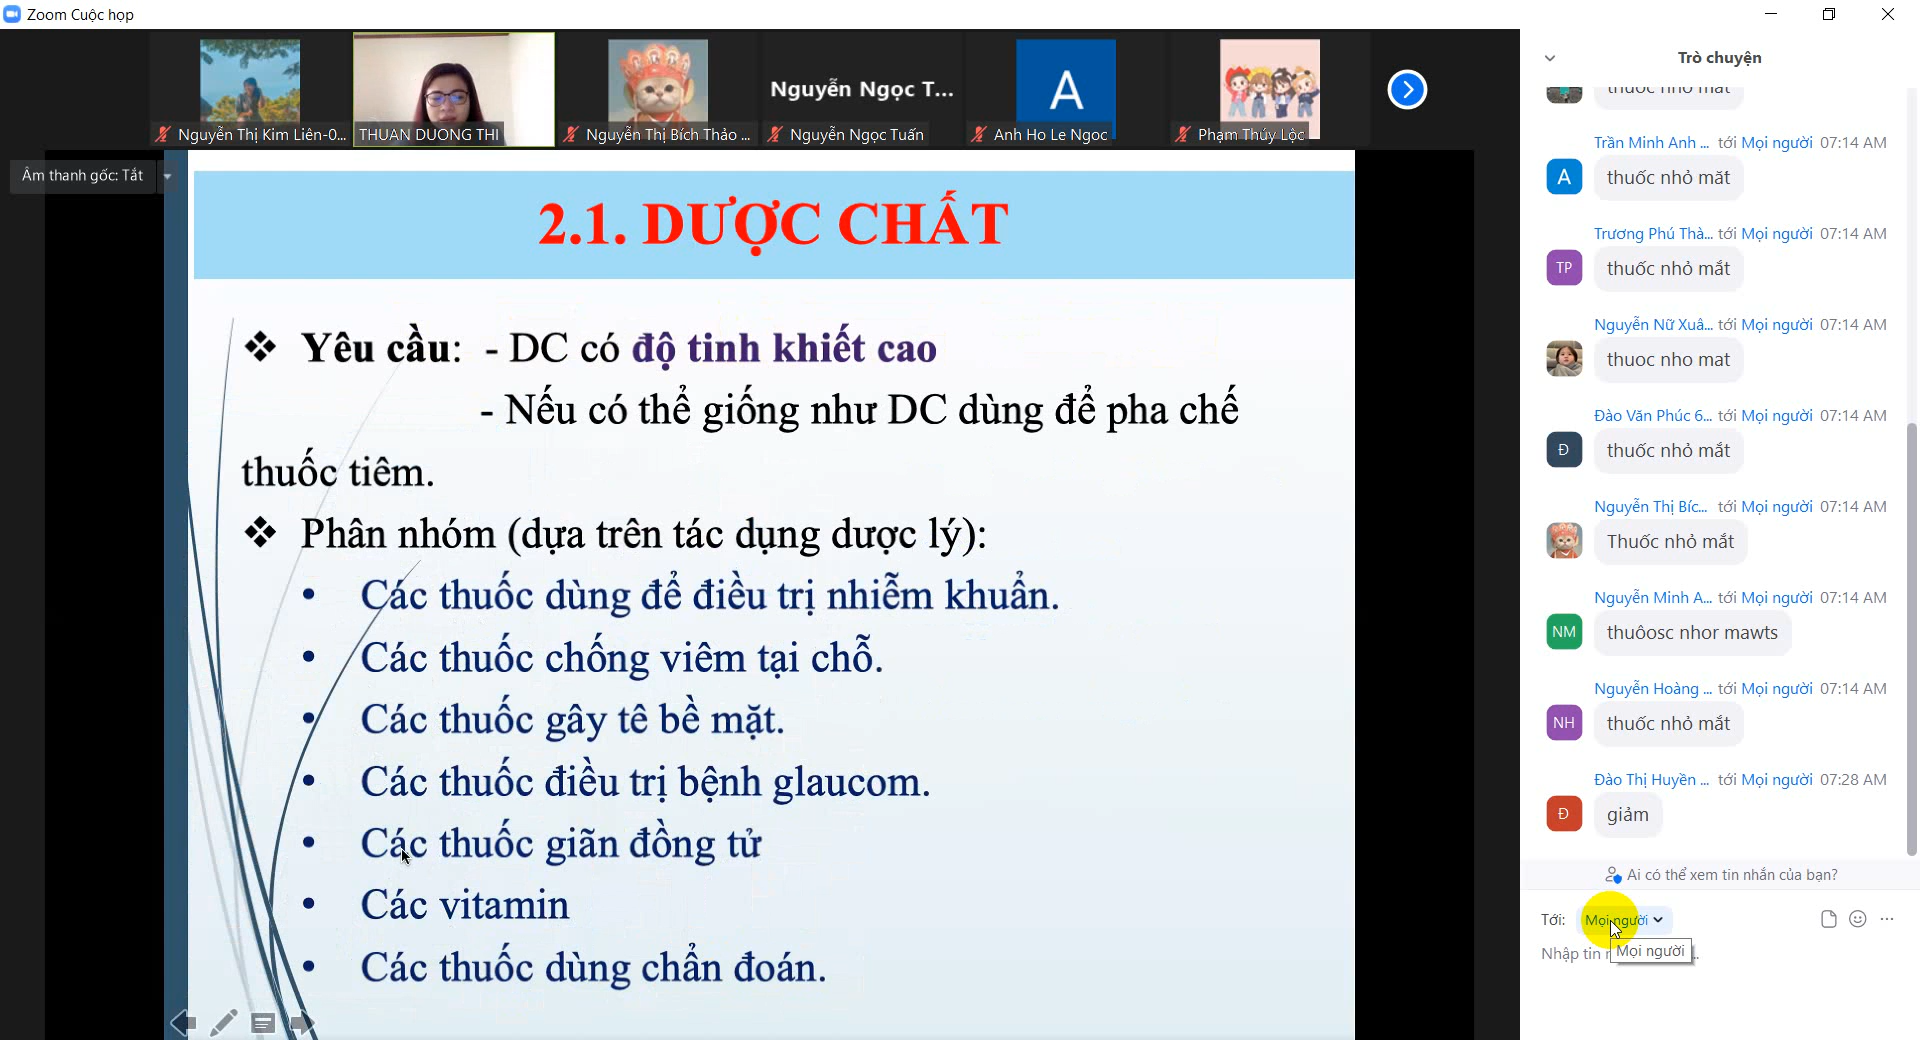 Zoom Cuộc họp
Nguyễn Thị Kim Liên-0...
THUAN DUONG THI
Nguyễn Thị Bích Thảo ...
Nguyễn Ngọc T...
Nguyễn Ngọc Tuấn
A
Anh Ho Le Ngoc
Phạm Thúy Lộc
Âm thanh gốc: Tắt
2.1. DƯỢC CHẤT
❖ Yêu cầu: - DC có độ tinh khiết cao
- Nếu có thể giống như DC dùng để pha chế
thuốc tiêm.
❖ Phân nhóm (dựa trên tác dụng dược lý):
• Các thuốc dùng để điều trị nhiễm khuẩn.
• Các thuốc chống viêm tại chỗ.
• Các thuốc gây tê bề mặt.
• Các thuốc điều trị bệnh glaucom.
• Các thuốc giãn đồng tử
• Các vitamin
• Các thuốc dùng chẩn đoán.
Trò chuyện
thuốc nhỏ mắt
Trần Minh Anh ... tới Mọi người 07:14 AM
A
thuốc nhỏ măt
Trương Phú Thà... tới Mọi người 07:14 AM
TP
thuốc nhỏ mắt
Nguyễn Nữ Xuâ... tới Mọi người 07:14 AM
thuoc nho mat
Đào Văn Phúc 6... tới Mọi người 07:14 AM
Đ
thuốc nhỏ mắt
Nguyễn Thị Bíc... tới Mọi người 07:14 AM
Thuốc nhỏ mắt
Nguyễn Minh A... tới Mọi người 07:14 AM
NM
thuôosc nhor mawts
Nguyễn Hoàng ... tới Mọi người 07:14 AM
NH
thuốc nhỏ mắt
Đào Thị Huyền ... tới Mọi người 07:28 AM
Đ
giảm
Ai có thể xem tin nhắn của bạn?
Tới: Mọi người
Nhập tin
Mọi người